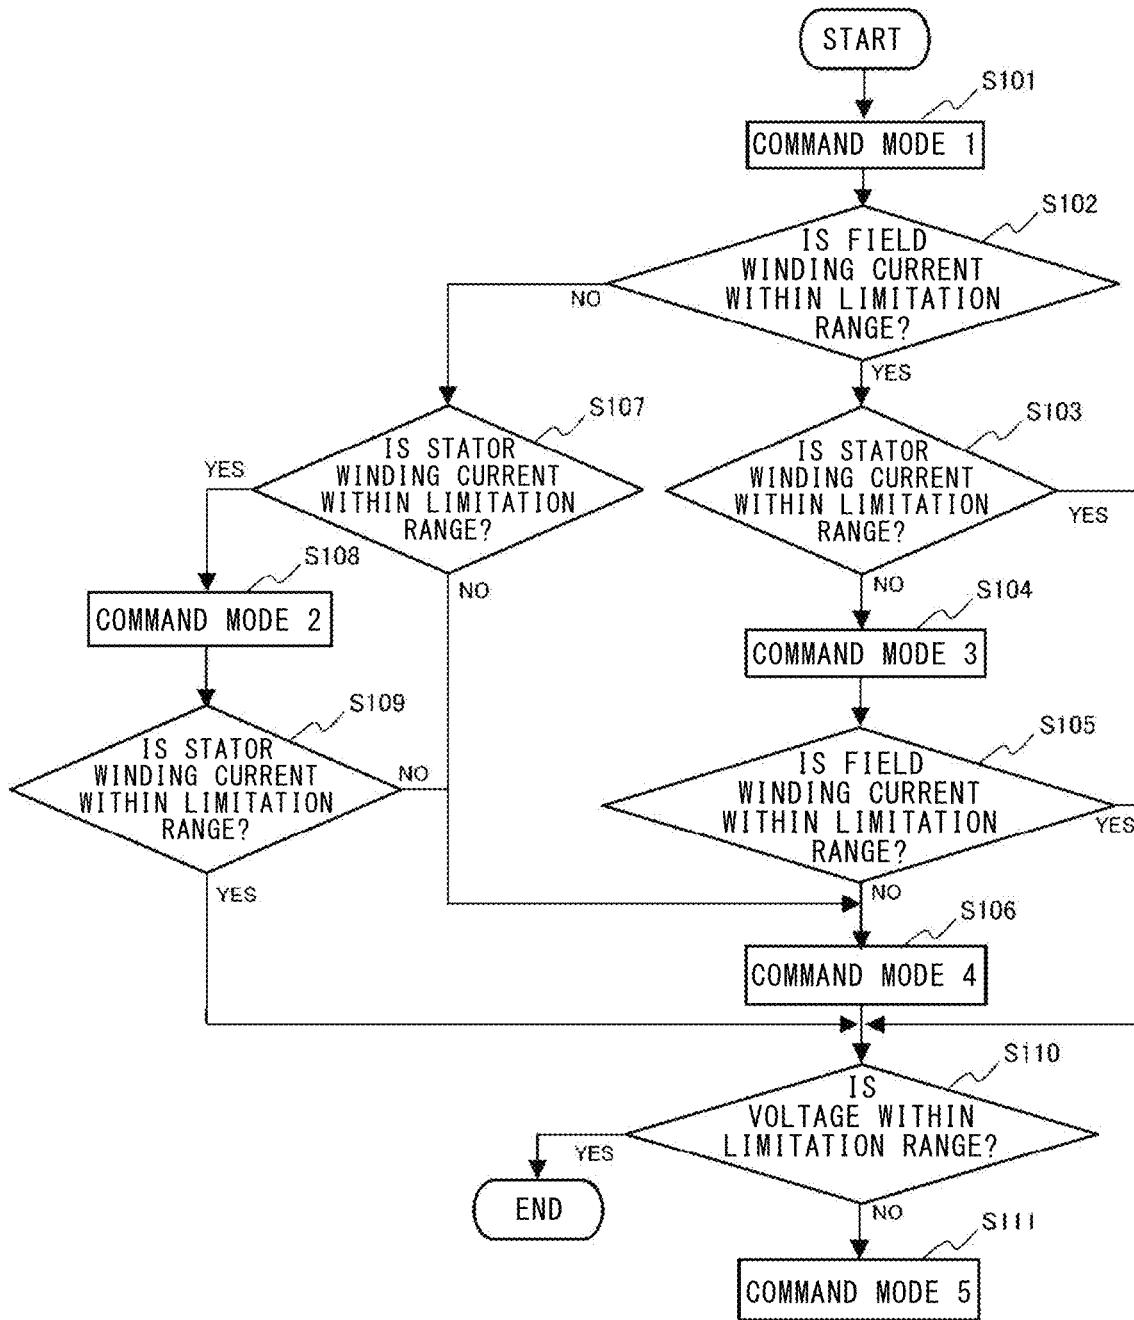 START
S101
COMMAND MODE 1
S102
IS FIELD
WINDING CURRENT
WITHIN LIMITATION
RANGE?
NO
YES
S107
IS STATOR
WINDING CURRENT
WITHIN LIMITATION
RANGE?
YES
NO
S103
IS STATOR
WINDING CURRENT
WITHIN LIMITATION
RANGE?
YES
NO
S108
COMMAND MODE 2
S104
COMMAND MODE 3
S109
IS STATOR
WINDING CURRENT
WITHIN LIMITATION
RANGE?
NO
YES
S105
IS FIELD
WINDING CURRENT
WITHIN LIMITATION
RANGE?
YES
NO
S106
COMMAND MODE 4
S110
IS
VOLTAGE WITHIN
LIMITATION RANGE?
YES
NO
END
S111
COMMAND MODE 5